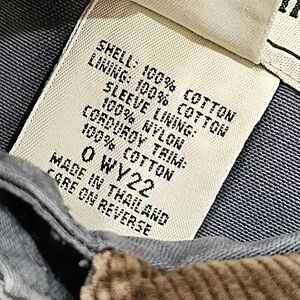 SHELL: 100% COTTON
LINING: 100% COTTON
SLEEVE LINING:
100% NYLON
CORDUROY TRIM:
100% COTTON
O WY22
MADE IN THAILAND
CARE ON REVERSE